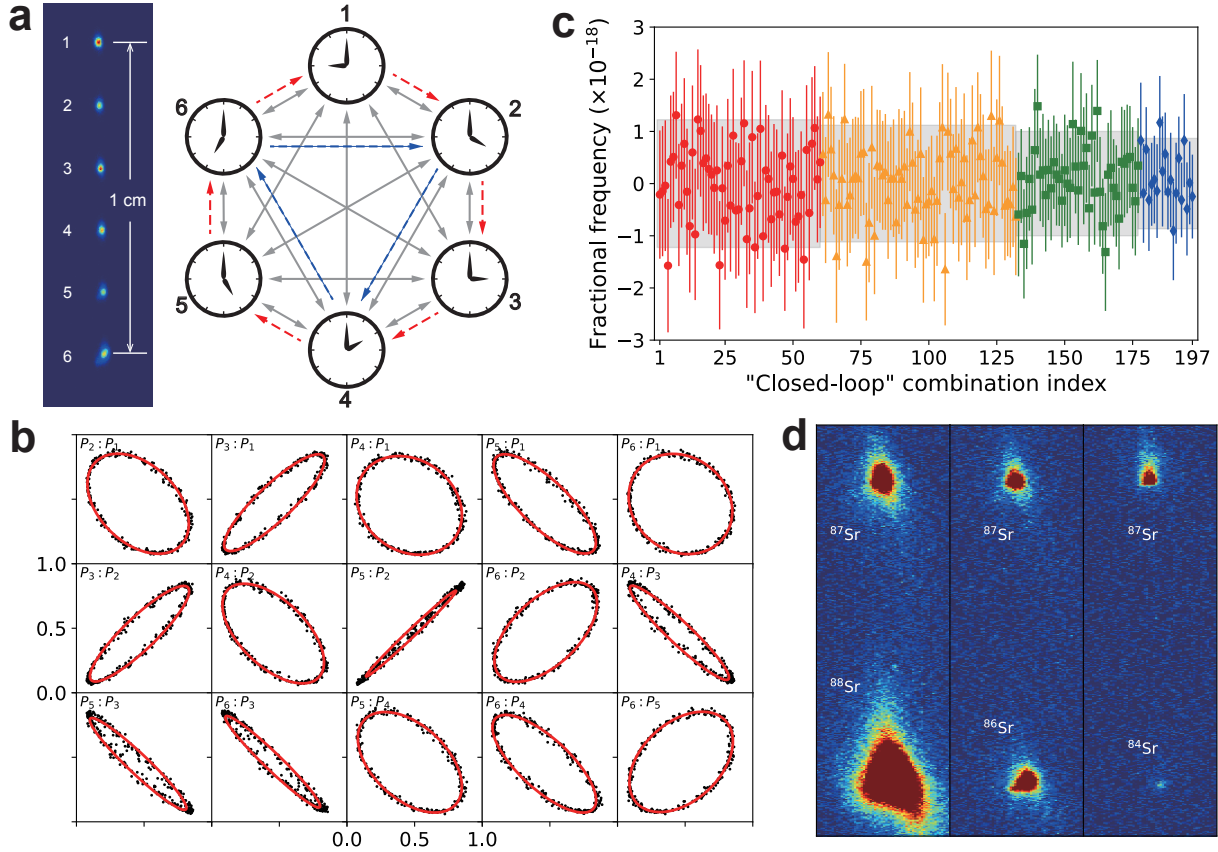 a
1
2
3
4
5
6
1 cm
1
2
3
4
5
6
b
P₂ : P₁
P₃ : P₁
P₄ : P₁
P₅ : P₁
P₆ : P₁
P₃ : P₂
P₄ : P₂
P₅ : P₂
P₆ : P₂
P₄ : P₃
P₅ : P₃
P₆ : P₃
P₅ : P₄
P₆ : P₄
P₆ : P₅
1.0
0.5
0.0
0.0 0.5 1.0
c
Fractional frequency (×10⁻¹⁸)
3
2
1
0
−1
−2
−3
1 25 50 75 100 125 150 175 197
"Closed-loop" combination index
d
⁸⁷Sr ⁸⁷Sr ⁸⁷Sr
⁸⁸Sr ⁸⁶Sr ⁸⁴Sr